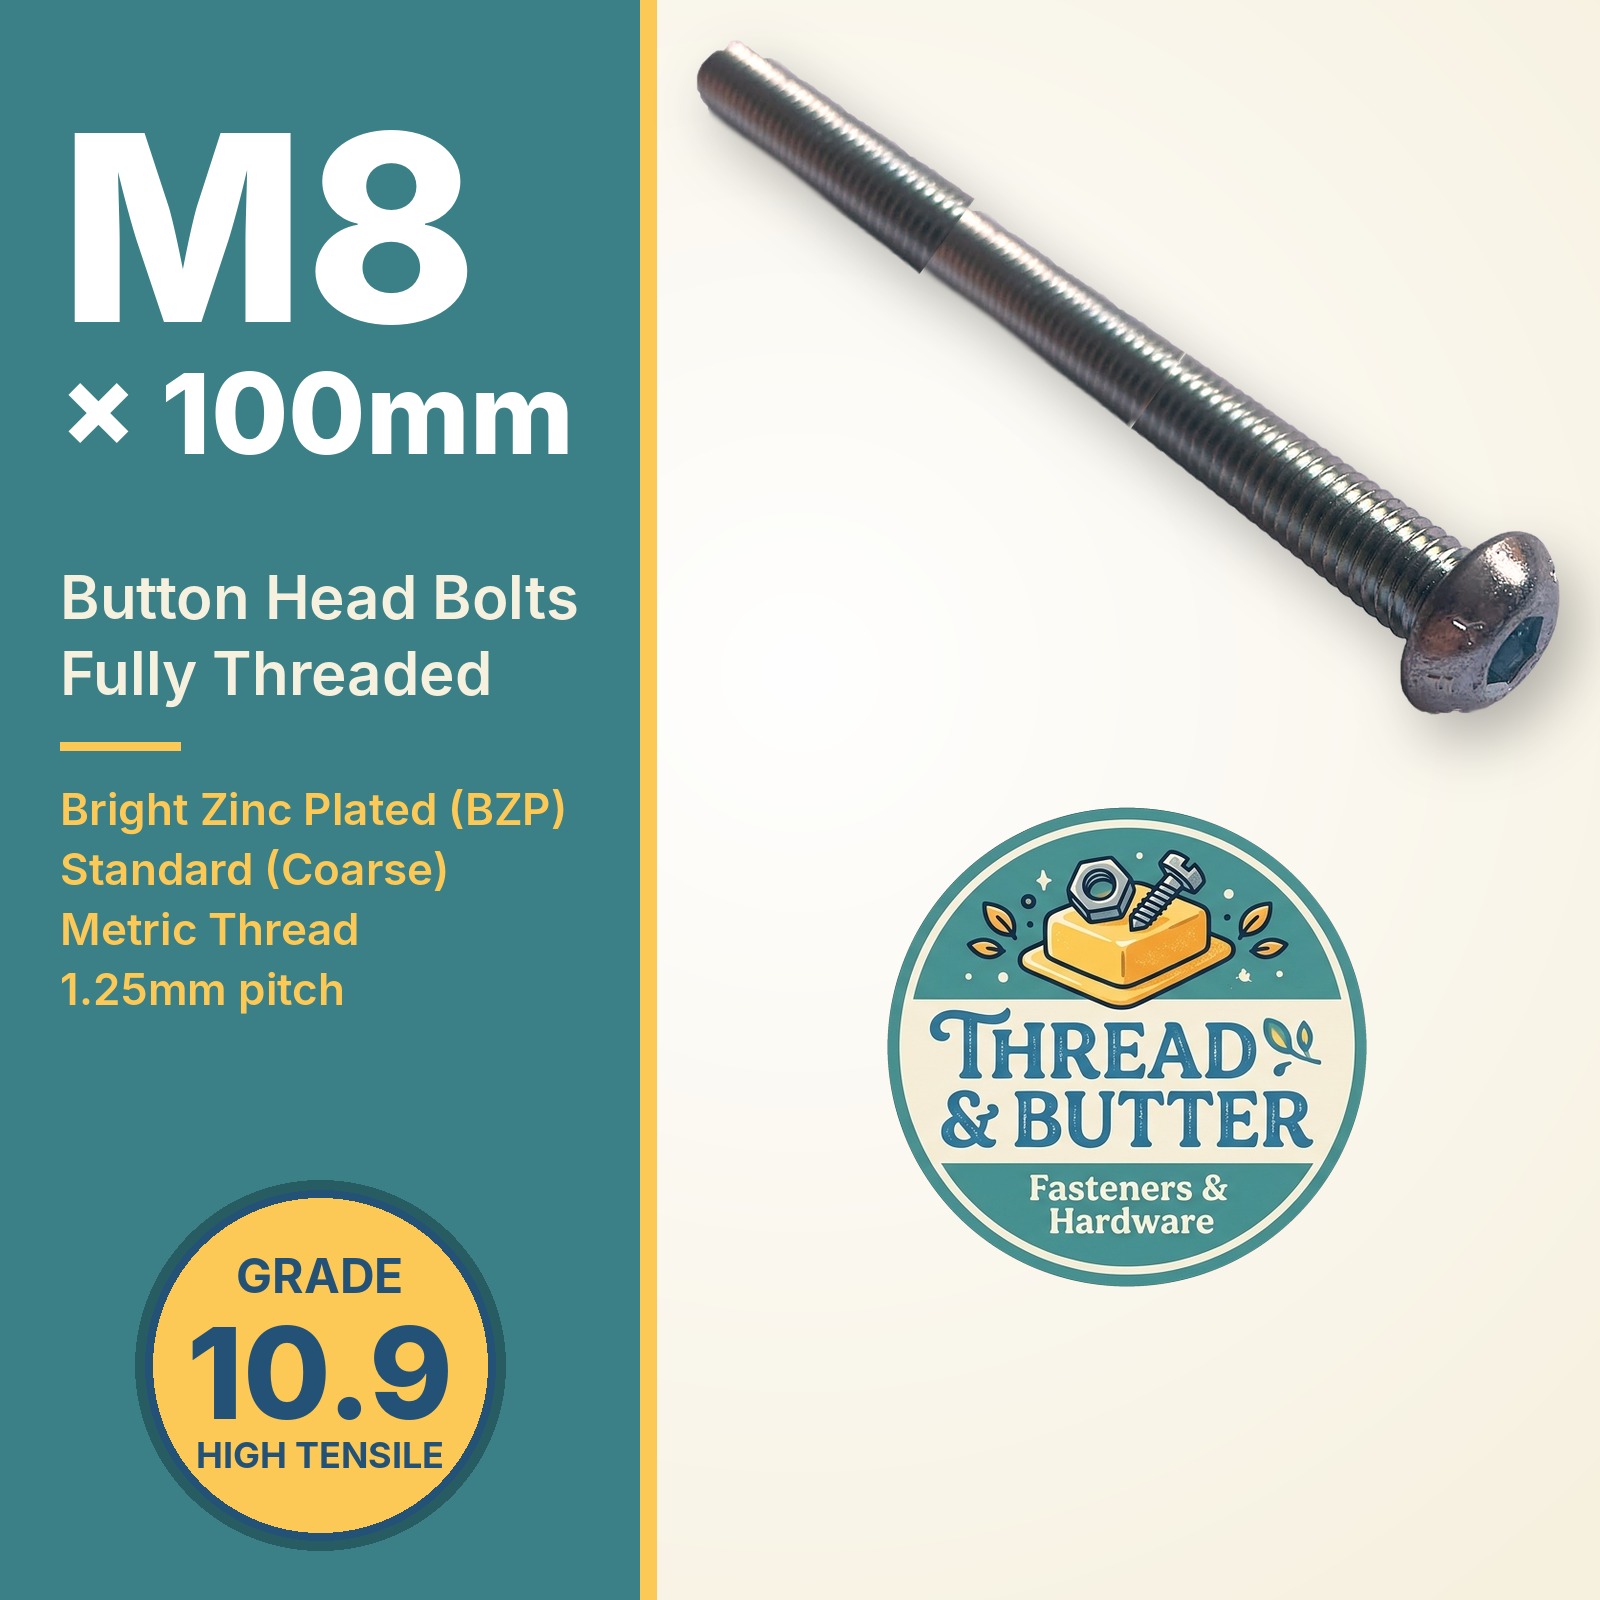 M8
× 100mm
Button Head Bolts
Fully Threaded
Bright Zinc Plated (BZP)
Standard (Coarse)
Metric Thread
1.25mm pitch
GRADE
10.9
HIGH TENSILE
THREAD
& BUTTER
Fasteners &
Hardware